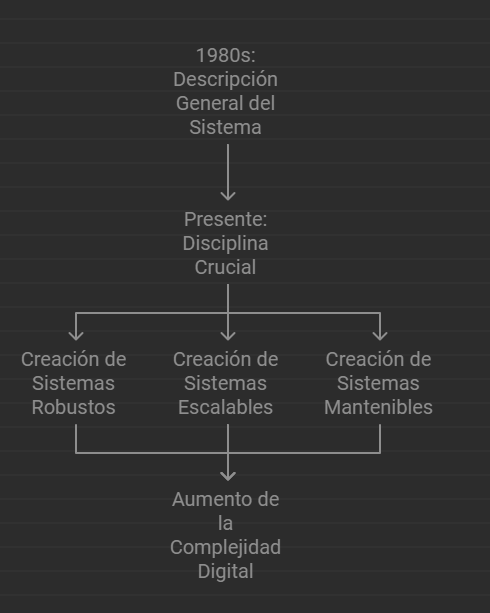 1980s:
Descripción
General del
Sistema
Presente:
Disciplina
Crucial
Creación de
Sistemas
Robustos
Creación de
Sistemas
Escalables
Creación de
Sistemas
Mantenibles
Aumento de
la
Complejidad
Digital